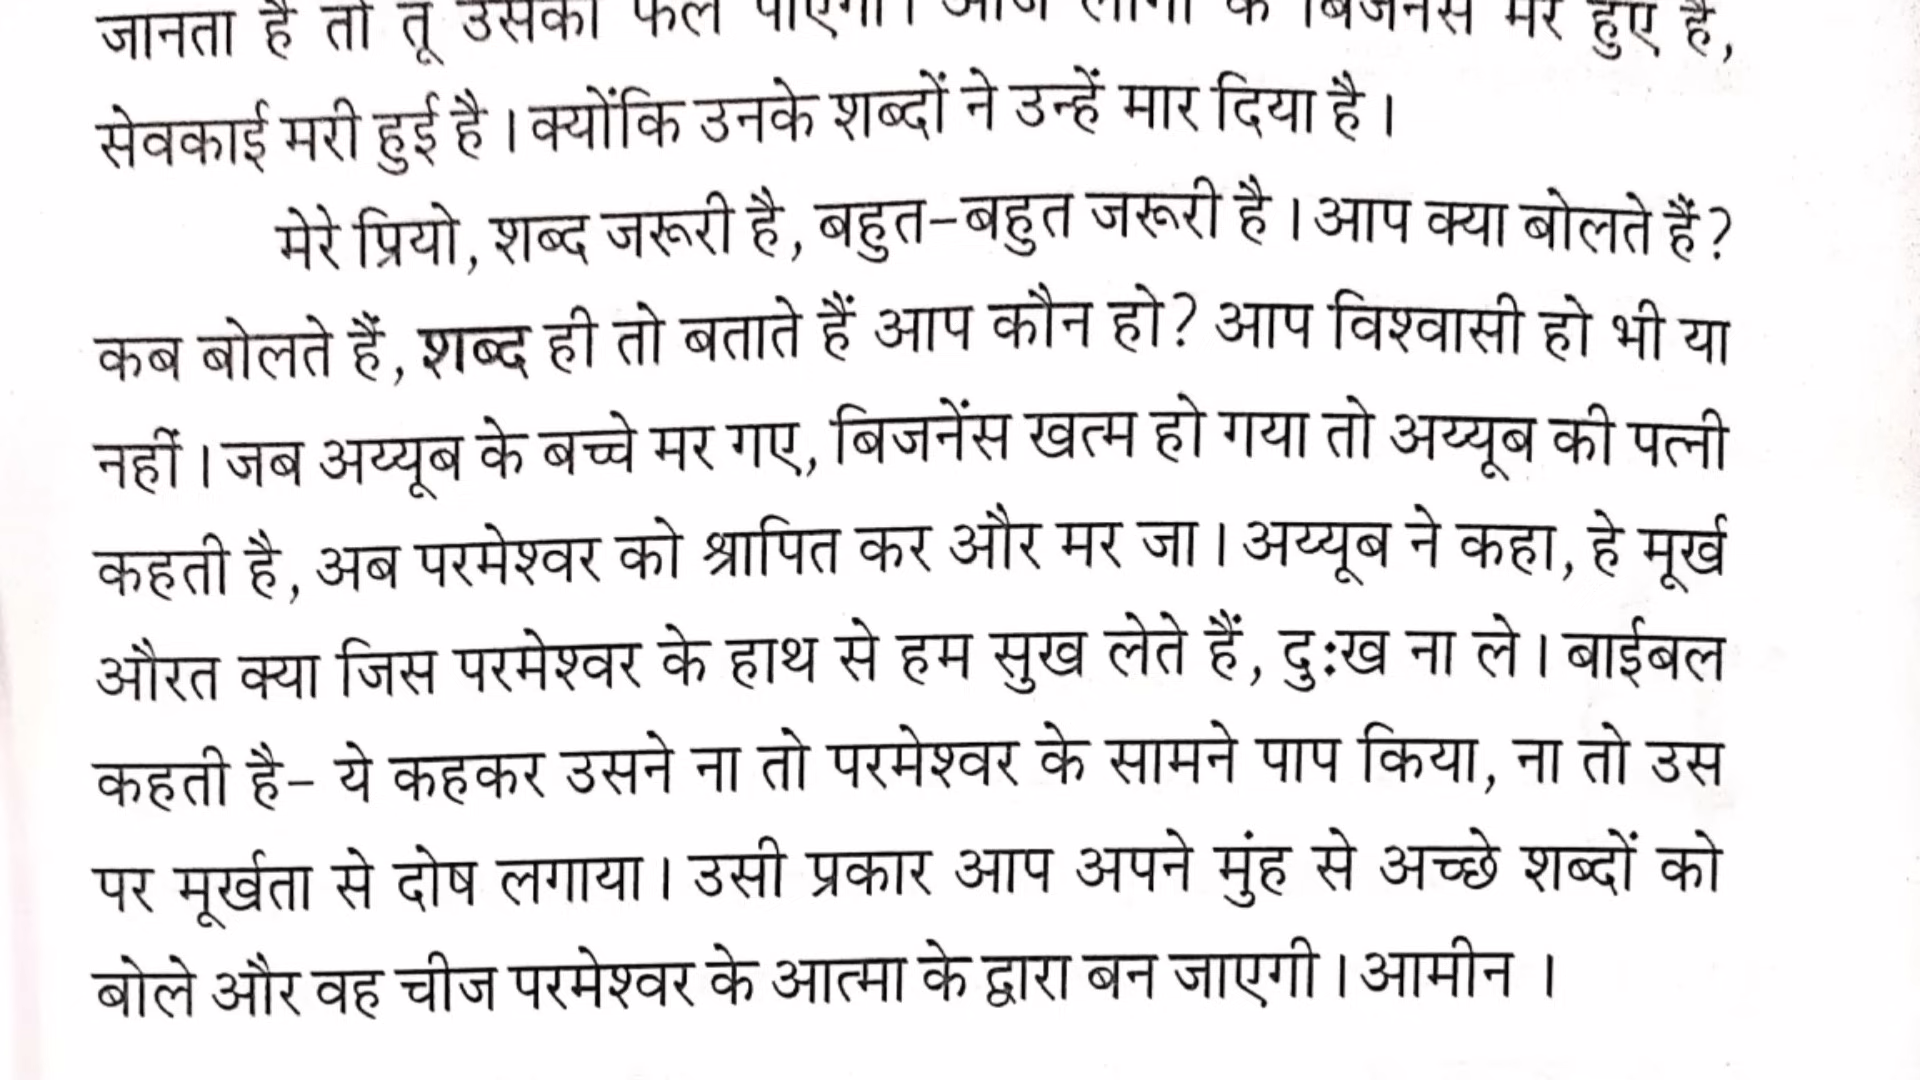 जानता है तो तू उसका फल पाएगा। आज लोगों के बिजनेस मरे हुए है,
सेवकाई मरी हुई है। क्योंकि उनके शब्दों ने उन्हें मार दिया है।
मेरे प्रियो, शब्द जरूरी है, बहुत-बहुत जरूरी है। आप क्या बोलते हैं?
कब बोलते हैं, शब्द ही तो बताते हैं आप कौन हो? आप विश्वासी हो भी या
नहीं। जब अय्यूब के बच्चे मर गए, बिजनेंस खत्म हो गया तो अय्यूब की पत्नी
कहती है, अब परमेश्वर को श्रापित कर और मर जा। अय्यूब ने कहा, हे मूर्ख
औरत क्या जिस परमेश्वर के हाथ से हम सुख लेते हैं, दुःख ना ले। बाईबल
कहती है- ये कहकर उसने ना तो परमेश्वर के सामने पाप किया, ना तो उस
पर मूर्खता से दोष लगाया। उसी प्रकार आप अपने मुंह से अच्छे शब्दों को
बोले और वह चीज परमेश्वर के आत्मा के द्वारा बन जाएगी। आमीन ।